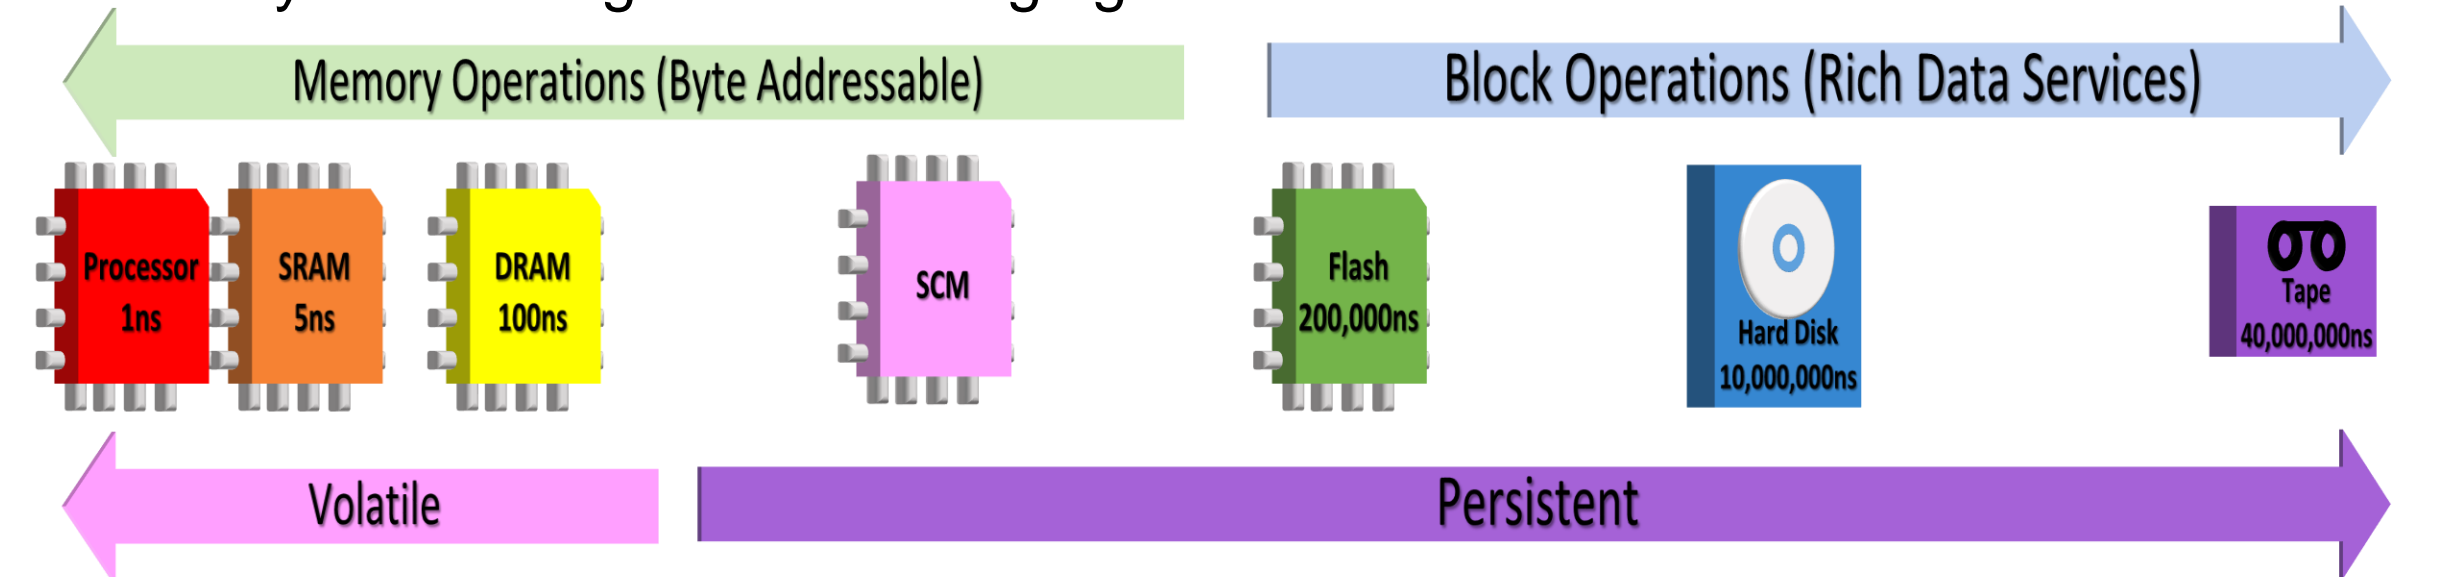 Memory Operations (Byte Addressable)
Block Operations (Rich Data Services)
Processor
1ns
SRAM
5ns
DRAM
100ns
SCM
Flash
200,000ns
Hard Disk
10,000,000ns
Tape
40,000,000ns
Volatile
Persistent